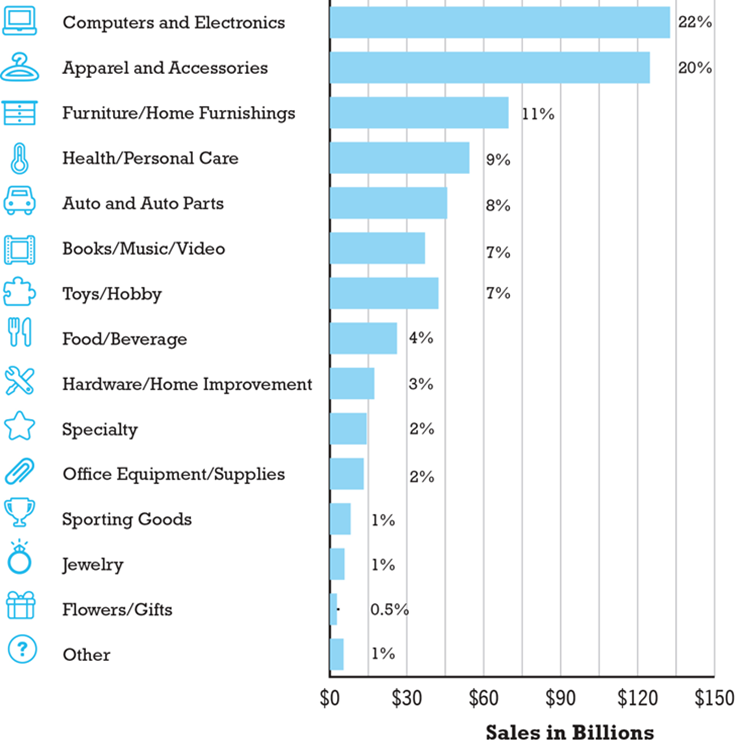 Computers and Electronics 22%
Apparel and Accessories 20%
Furniture/Home Furnishings 11%
Health/Personal Care 9%
Auto and Auto Parts 8%
Books/Music/Video 7%
Toys/Hobby 7%
Food/Beverage 4%
Hardware/Home Improvement 3%
Specialty 2%
Office Equipment/Supplies 2%
Sporting Goods 1%
Jewelry 1%
Flowers/Gifts 0.5%
? Other 1%
$0 $30 $60 $90 $120 $150
Sales in Billions